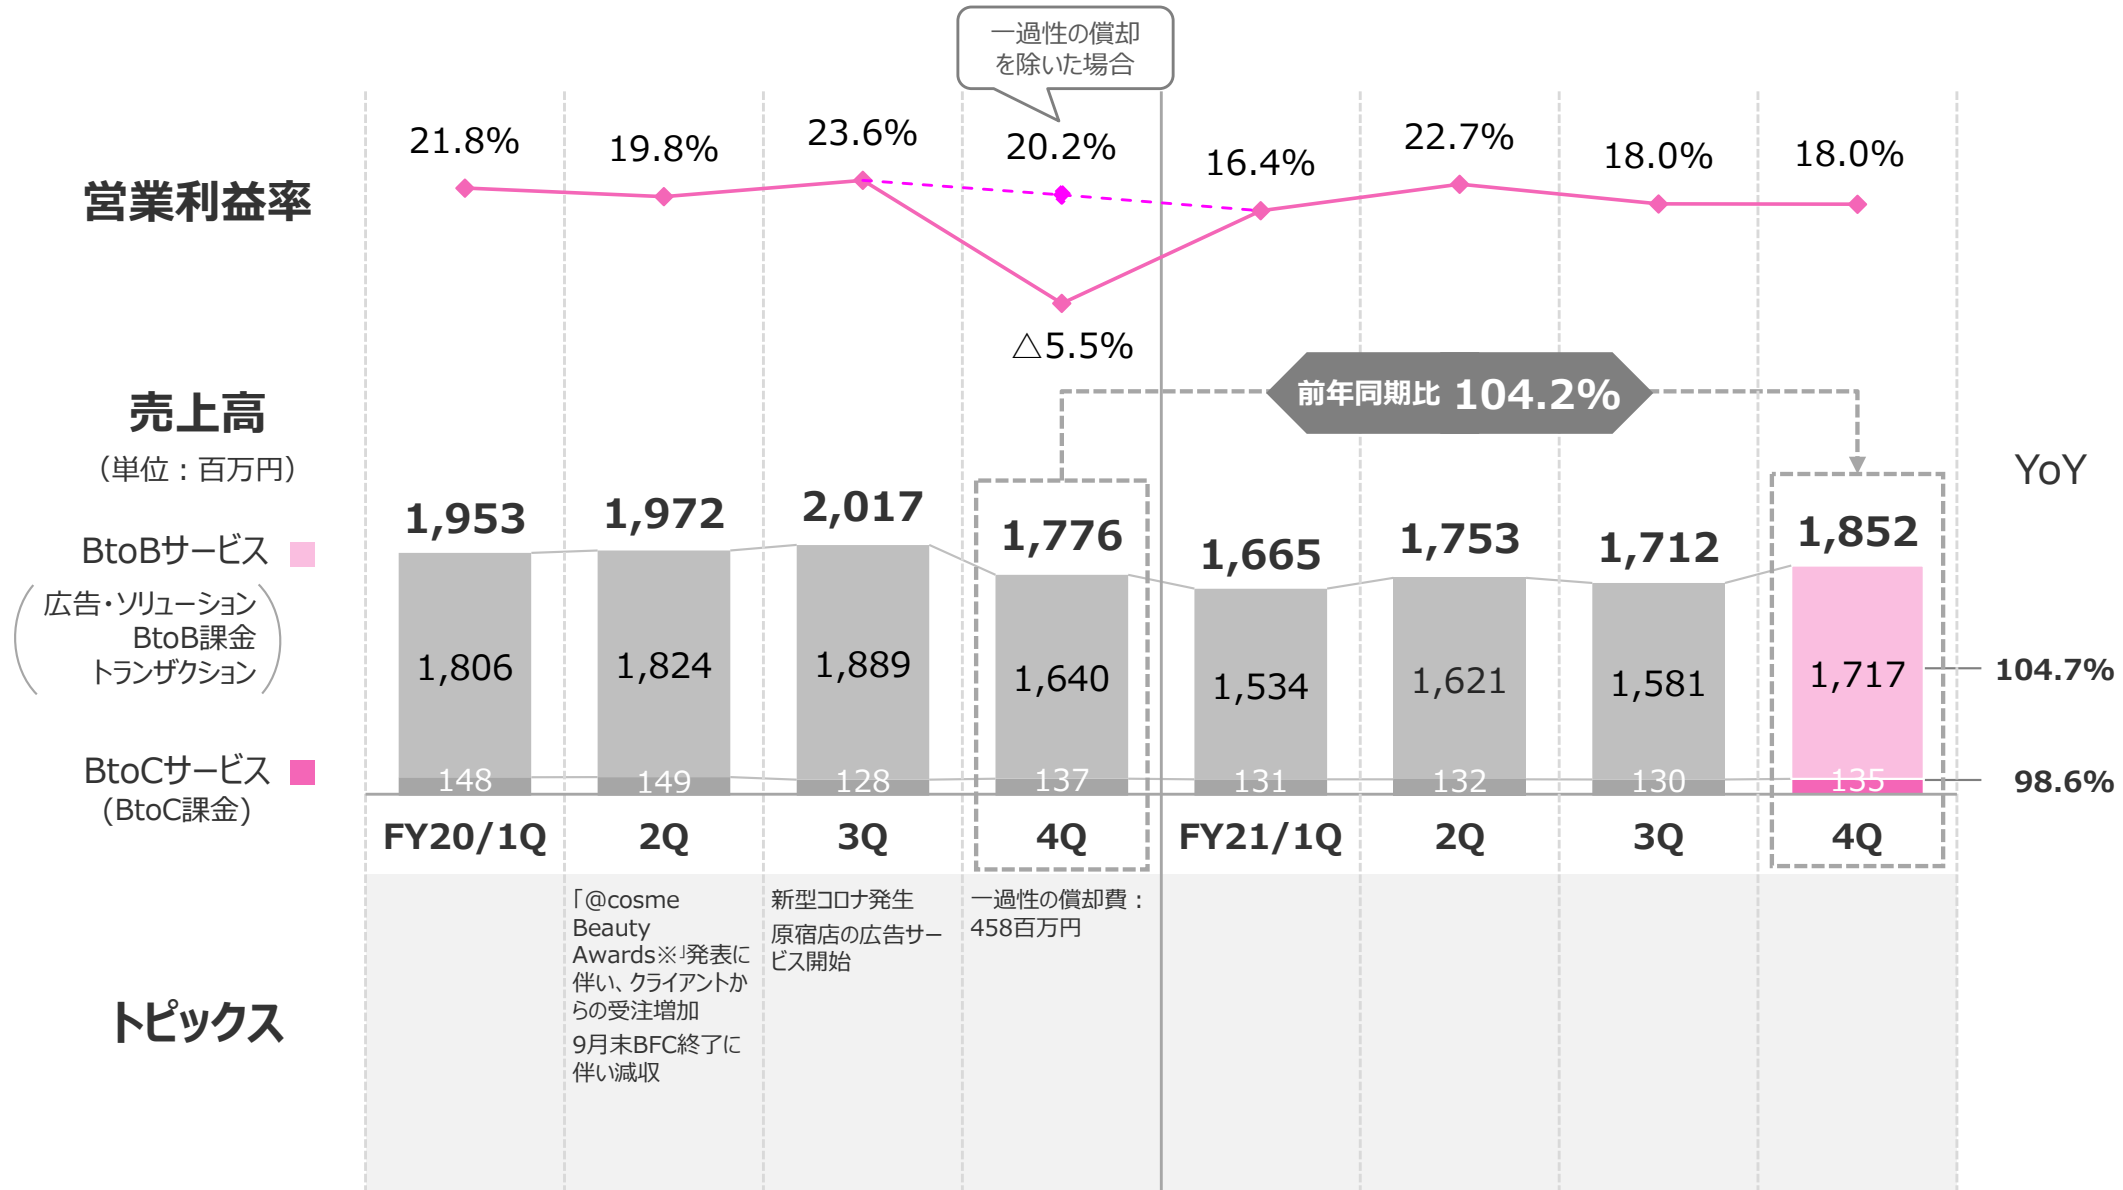 一過性の償却
を除いた場合
営業利益率
21.8%
19.8%
23.6%
20.2%
16.4%
22.7%
18.0%
18.0%
△5.5%
前年同期比 104.2%
売上高
（単位：百万円）
YoY
1,953
1,972
2,017
1,776
1,665
1,753
1,712
1,852
BtoBサービス
広告・ソリューション
BtoB課金
トランザクション
1,806
1,824
1,889
1,640
1,534
1,621
1,581
1,717
104.7%
BtoCサービス
(BtoC課金)
148
149
128
137
131
132
130
135
98.6%
FY20/1Q
2Q
3Q
4Q
FY21/1Q
2Q
3Q
4Q
トピックス
「@cosme
Beauty
Awards※」発表に
伴い、クライアントか
らの受注増加
9月末BFC終了に
伴い減収
新型コロナ発生
原宿店の広告サー
ビス開始
一過性の償却費：
458百万円